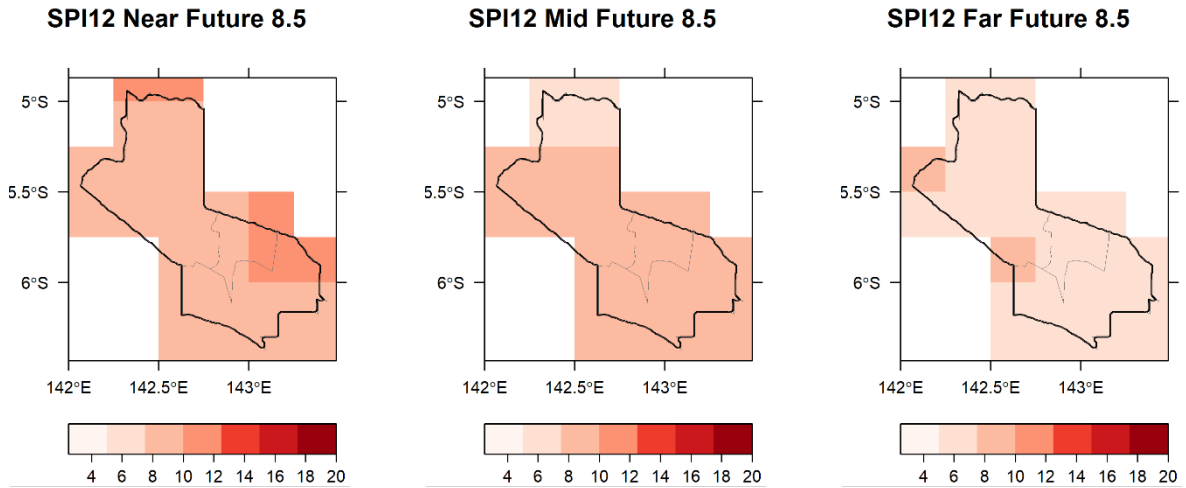 SPI12 Near Future 8.5 SPI12 Mid Future 8.5 SPI12 Far Future 8.5
5°S 5°S 5°S
5.5°S 5.5°S 5.5°S
6°S 6°S 6°S
142°E 142.5°E 143°E 142°E 142.5°E 143°E 142°E 142.5°E 143°E
4 6 8 10 12 14 16 18 20 4 6 8 10 12 14 16 18 20 4 6 8 10 12 14 16 18 20